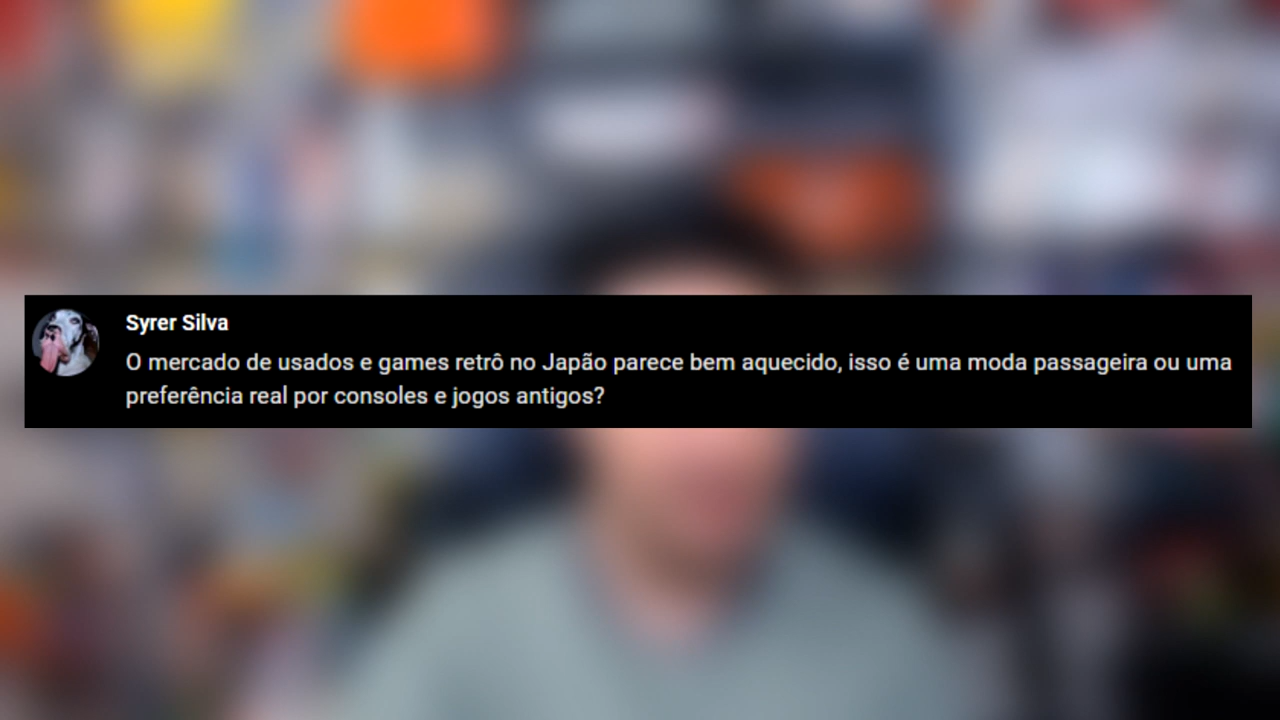 Syrer Silva
O mercado de usados e games retrô no Japão parece bem aquecido, isso é uma moda passageira ou uma
preferência real por consoles e jogos antigos?